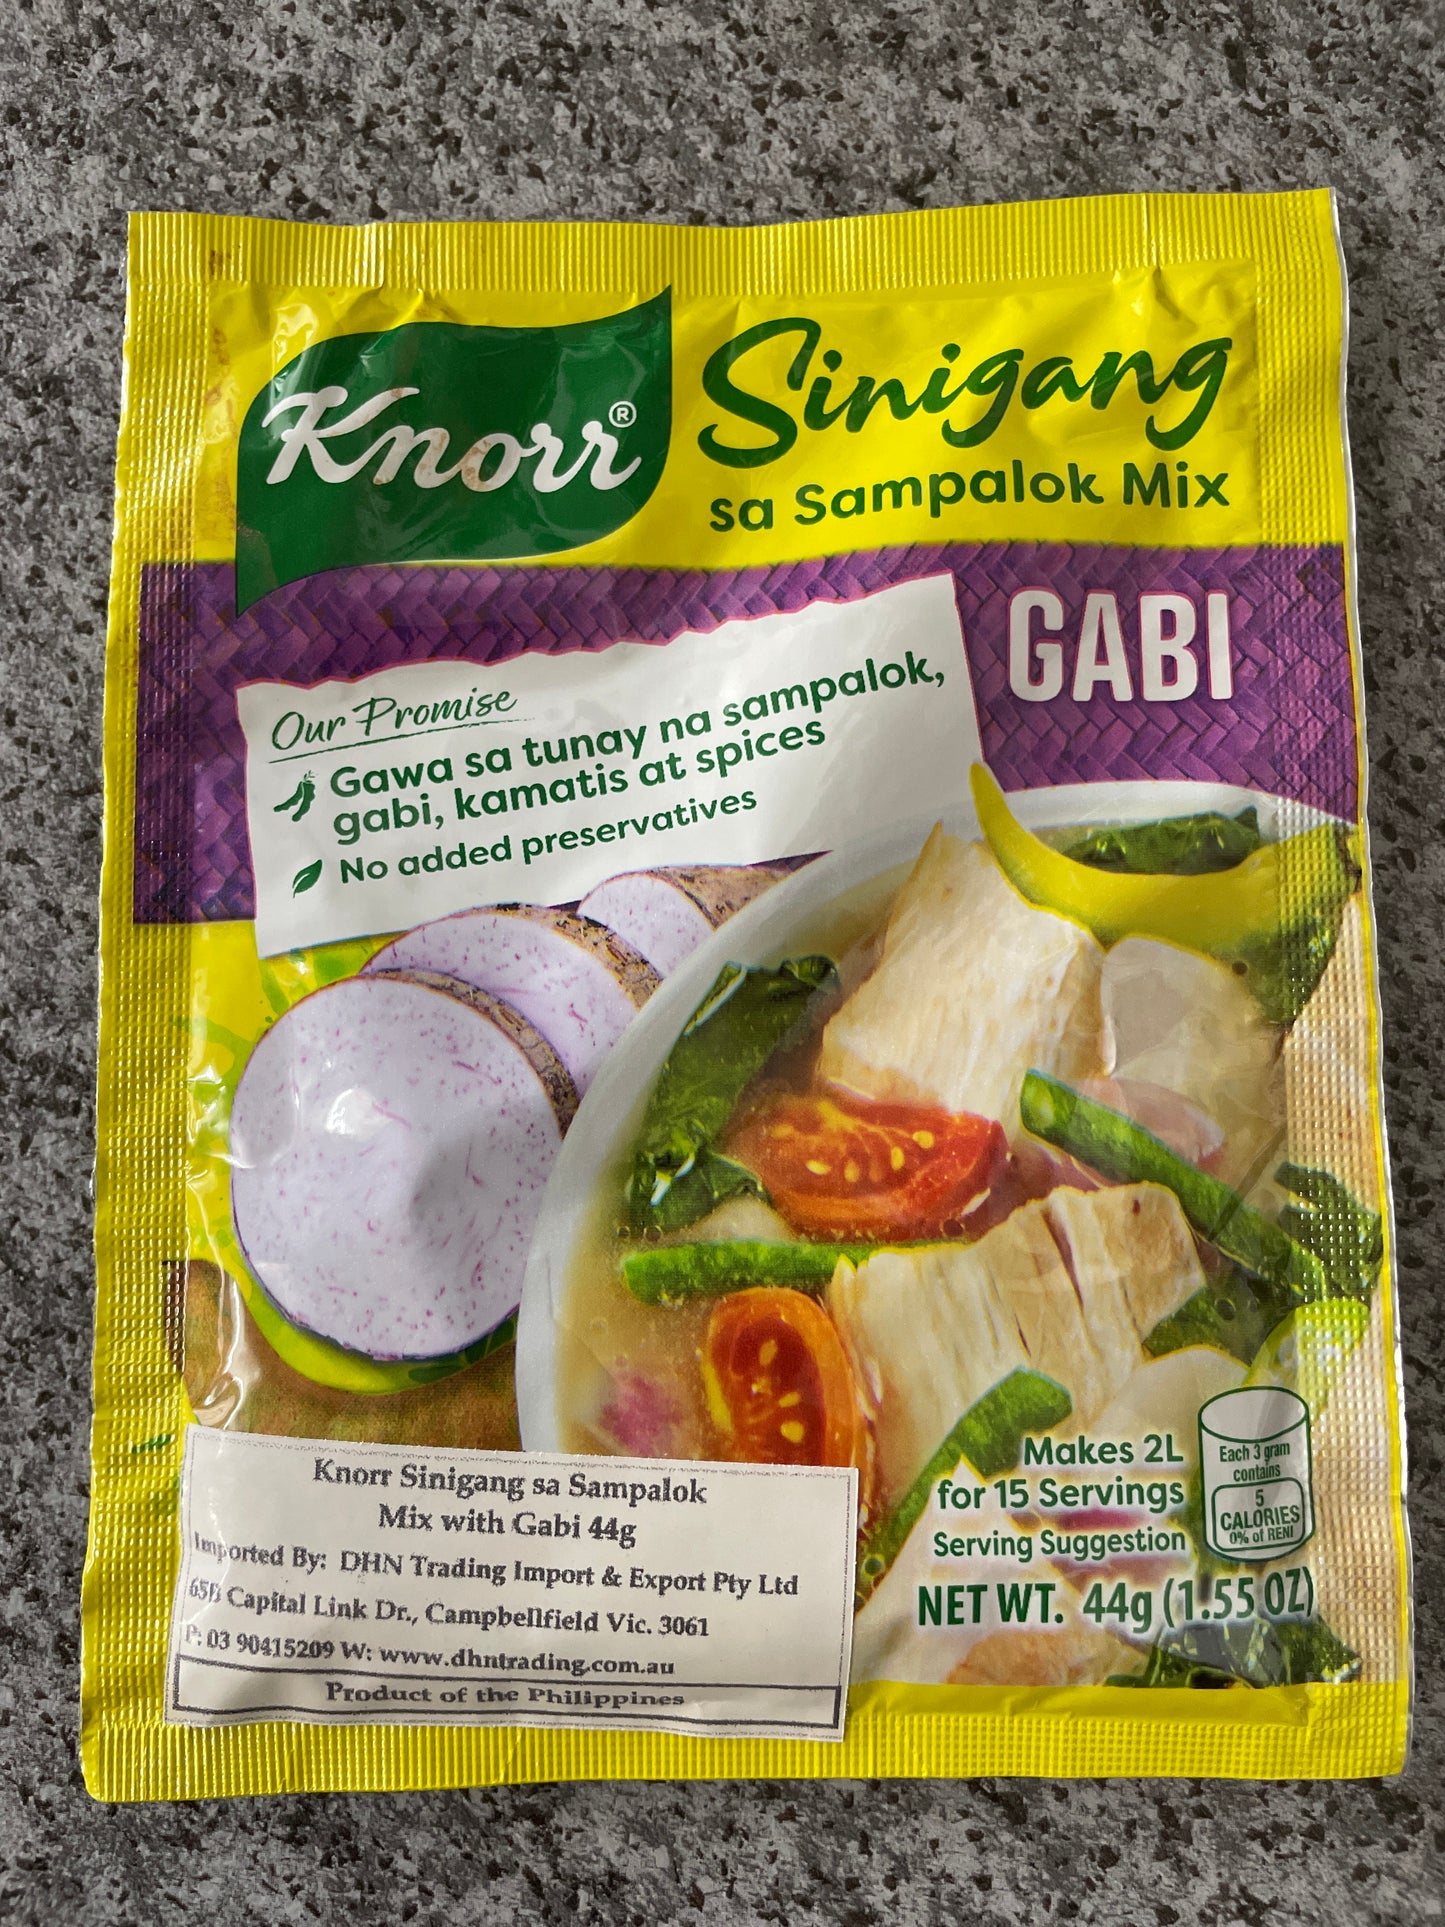 Knorr®
Sinigang
sa Sampalok Mix
GABI
Our Promise
Gawa sa tunay na sampalok,
gabi, kamatis at spices
No added preservatives
Makes 2L
for 15 Servings
Serving Suggestion
Each 3 gram
contains
5
CALORIES
0% of RENI
NET WT. 44g (1.55 OZ)
Knorr Sinigang sa Sampalok
Mix with Gabi 44g
Imported By: DHN Trading Import & Export Pty Ltd
65B Capital Link Dr., Campbellfield Vic. 3061
P: 03 90415209 W: www.dhntrading.com.au
Product of the Philippines